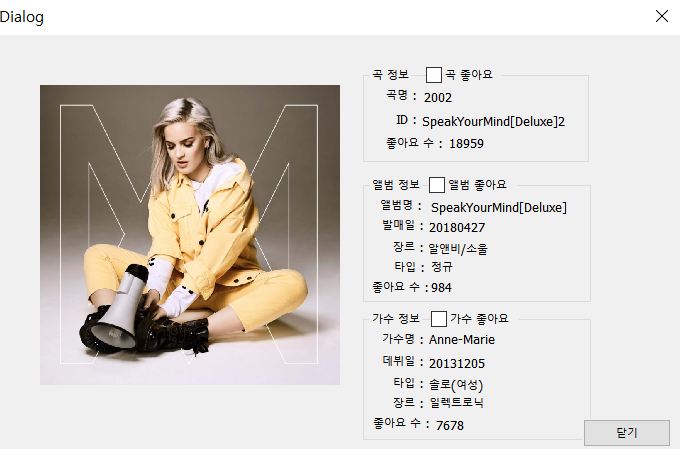 Dialog
곡 정보 곡 좋아요
곡명 : 2002
ID : SpeakYourMind[Deluxe]2
좋아요 수 : 18959
앨범 정보 앨범 좋아요
앨범명 : SpeakYourMind[Deluxe]
발매일 : 20180427
장르 : 알앤비/소울
타입 : 정규
좋아요 수 :984
가수 정보 가수 좋아요
가수명 : Anne-Marie
데뷔일 : 20131205
타입 : 솔로(여성)
장르 : 일렉트로닉
좋아요 수 : 7678
닫기